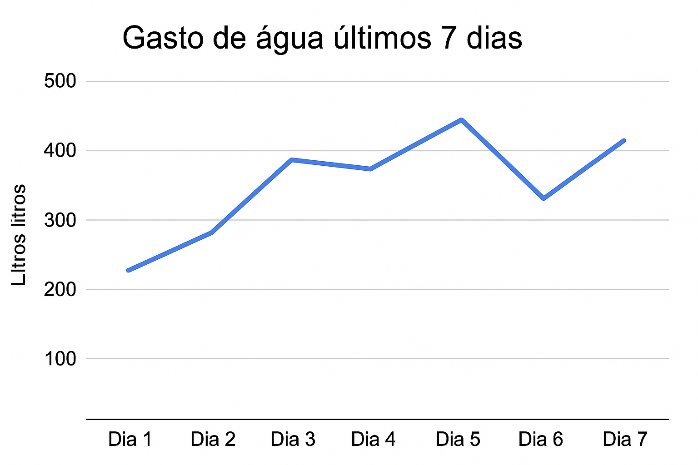 Gasto de água últimos 7 dias
500
400
300
200
100
LItros litros
Dia 1 Dia 2 Dia 3 Dia 4 Dia 5 Dia 6 Dia 7